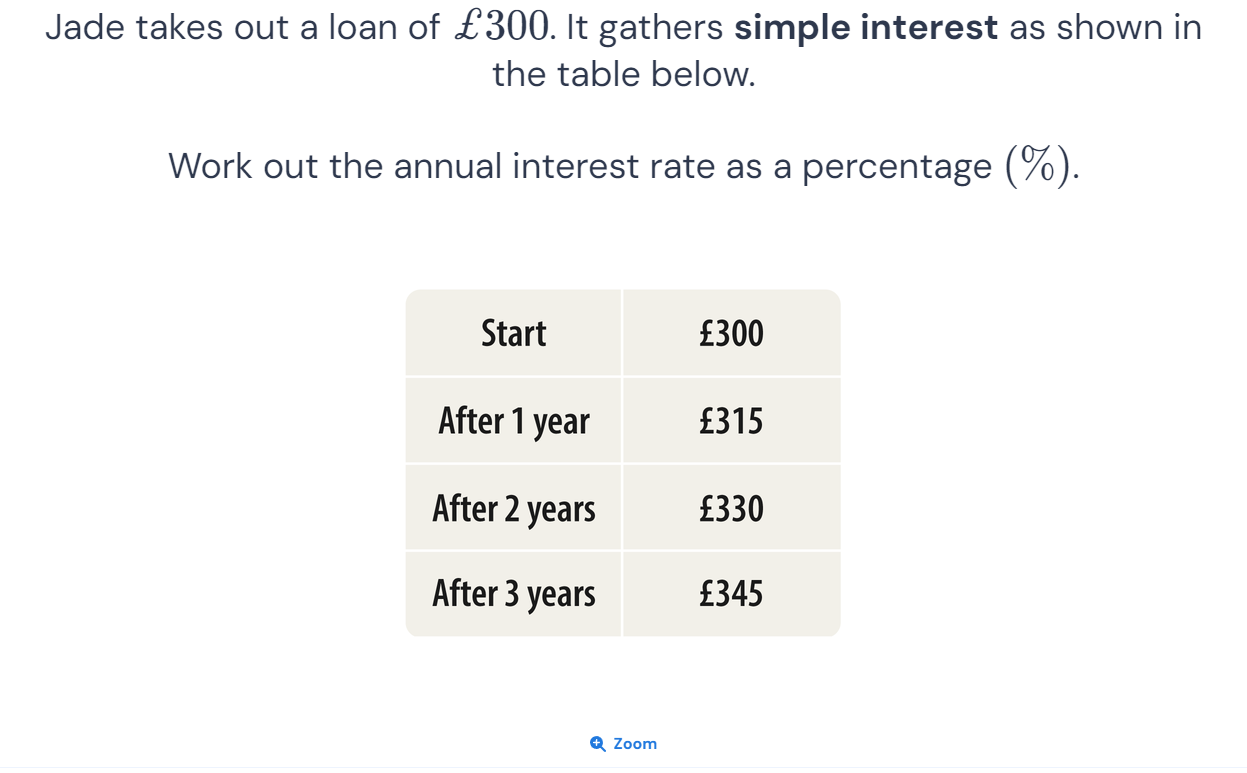 Jade takes out a loan of £300. It gathers simple interest as shown in
the table below.
Work out the annual interest rate as a percentage (%).
Start £300
After 1 year £315
After 2 years £330
After 3 years £345
Zoom